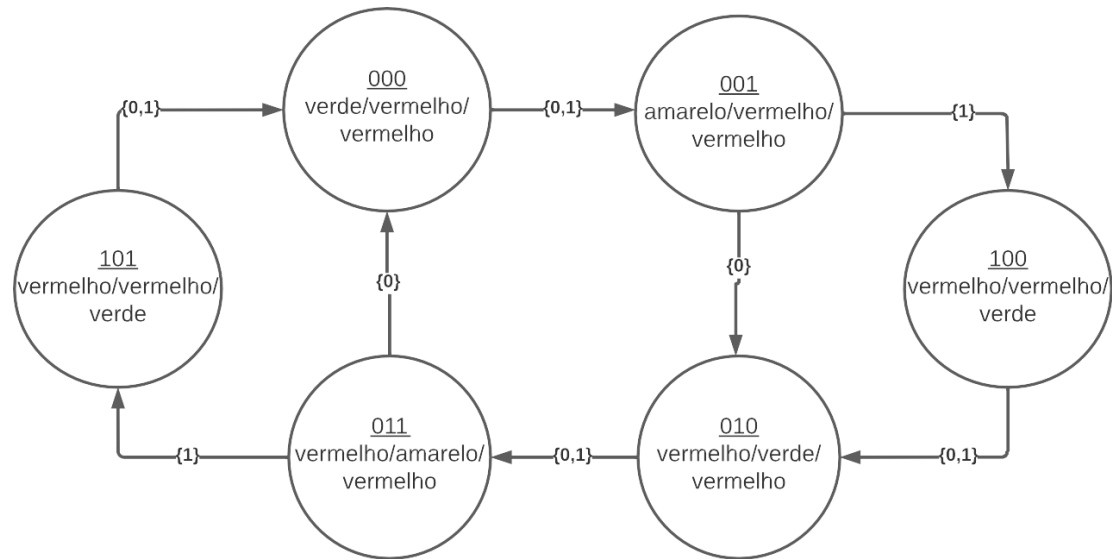 000
verde/vermelho/
vermelho
{0,1}
001
amarelo/vermelho/
vermelho
{1}
{0,1}
101
vermelho/vermelho/
verde
{0}
{0}
100
vermelho/vermelho/
verde
011
vermelho/amarelo/
vermelho
{1}
{0,1}
010
vermelho/verde/
vermelho
{0,1}